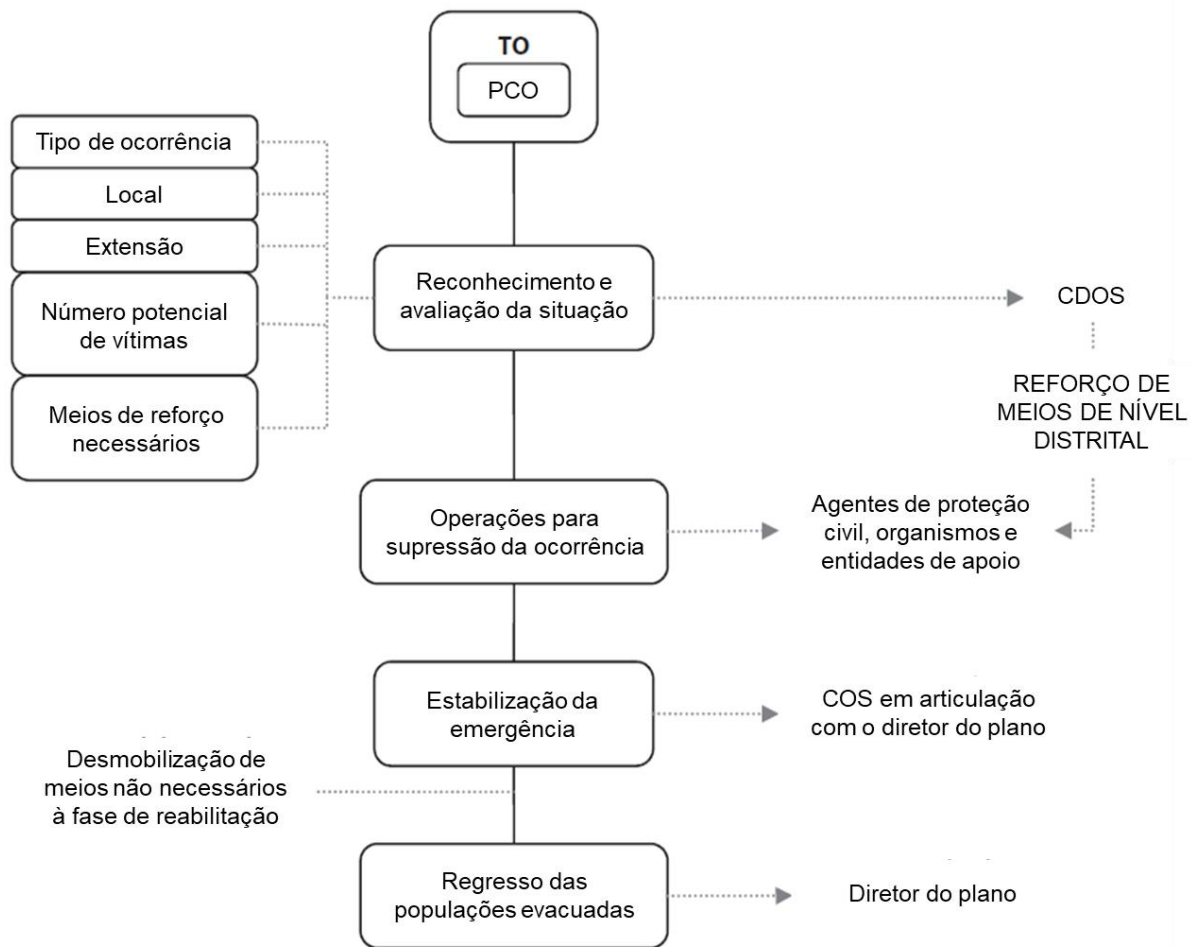 TO
PCO
Tipo de ocorrência
Local
Extensão
Número potencial
de vítimas
Meios de reforço
necessários
Reconhecimento e
avaliação da situação
CDOS
REFORÇO DE
MEIOS DE NÍVEL
DISTRITAL
Operações para
supressão da ocorrência
Agentes de proteção
civil, organismos e
entidades de apoio
Estabilização da
emergência
COS em articulação
com o diretor do plano
Desmobilização de
meios não necessários
à fase de reabilitação
Regresso das
populações evacuadas
Diretor do plano